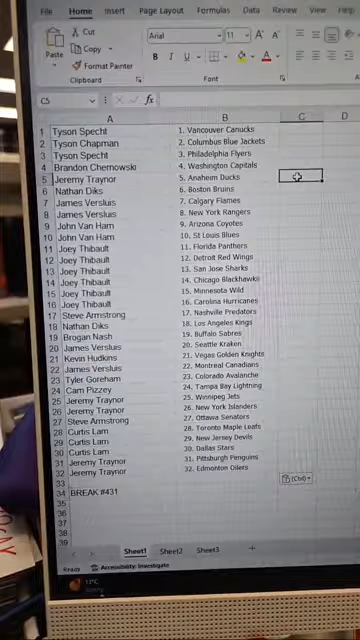 File Home Insert Page Layout Formulas Data Review View Help
Cut
Copy
Format Painter
Paste
Clipboard
Arial 11
B I U
Font
C5 fx
A B C D
1 Tyson Specht 1. Vancouver Canucks
2 Tyson Chapman 2. Columbus Blue Jackets
3 Tyson Specht 3. Philadelphia Flyers
4 Brandon Chernowski 4. Washington Capitals
5 Jeremy Traynor 5. Anaheim Ducks
6 Nathan Diks 6. Boston Bruins
7 James Versluis 7. Calgary Flames
8 James Versluis 8. New York Rangers
9 John Van Ham 9. Arizona Coyotes
10 John Van Ham 10. St Louis Blues
11 Joey Thibault 11. Florida Panthers
12 Joey Thibault 12. Detroit Red Wings
13 Joey Thibault 13. San Jose Sharks
14 Joey Thibault 14. Chicago Blackhawks
15 Joey Thibault 15. Minnesota Wild
16 Joey Thibault 16. Carolina Hurricanes
17 Steve Armstrong 17. Nashville Predators
18 Nathan Diks 18. Los Angeles Kings
19 Brogan Nash 19. Buffalo Sabres
20 James Versluis 20. Seattle Kraken
21 Kevin Hudkins 21. Vegas Golden Knights
22 James Versluis 22. Montreal Canadians
23 Tyler Goreham 23. Colorado Avalanche
24 Cam Pizzey 24. Tampa Bay Lightning
25 Jeremy Traynor 25. Winnipeg Jets
26 Jeremy Traynor 26. New York Islanders
27 Steve Armstrong 27. Ottawa Senators
28 Curtis Lam 28. Toronto Maple Leafs
29 Curtis Lam 29. New Jersey Devils
30 Curtis Lam 30. Dallas Stars
31 Jeremy Traynor 31. Pittsburgh Penguins
32 Jeremy Traynor 32. Edmonton Oilers
33 (Ctrl)
34 BREAK #431
35
36
37
38
39
Sheet1 Sheet2 Sheet3
Ready Accessibility: Investigate